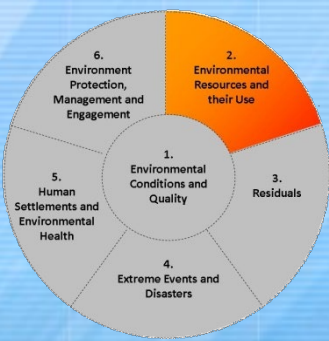 1.
Environmental
Conditions and
Quality
2.
Environmental
Resources and
their Use
3.
Residuals
4.
Extreme Events and
Disasters
5.
Human
Settlements and
Environmental
Health
6.
Environment
Protection,
Management and
Engagement